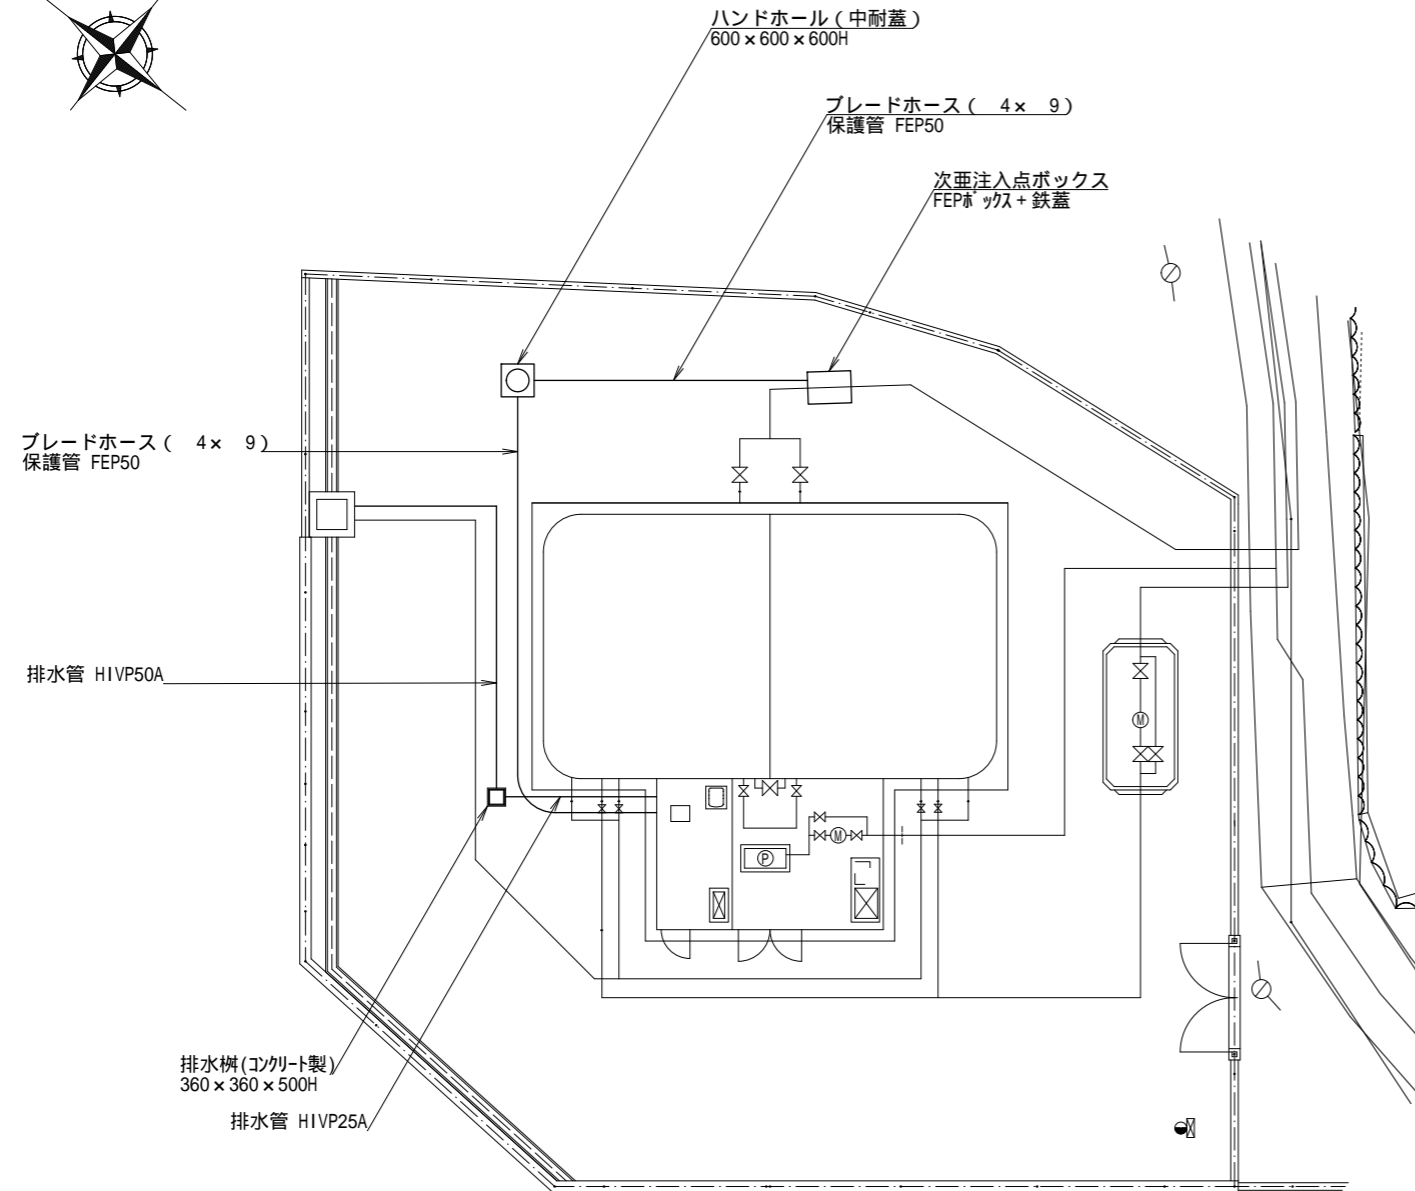 ハンドホール(中耐蓋)
600×600×600H
ブレードホース( 4× 9)
保護管 FEP50
次亜注入点ボックス
FEPボックス+鉄蓋
ブレードホース( 4× 9)
保護管 FEP50
排水管 HIVP50A
M
M
P
排水桝(コンクリート製)
360×360×500H
排水管 HIVP25A